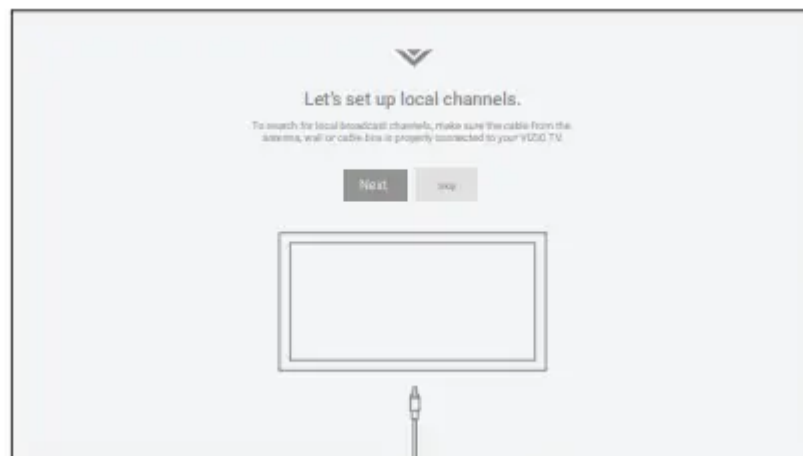 Let's set up local channels.
To search for local broadcast channels, make sure the cable from the
antenna, wall or cable box is properly connected to your VIZIO TV.
Next
Skip